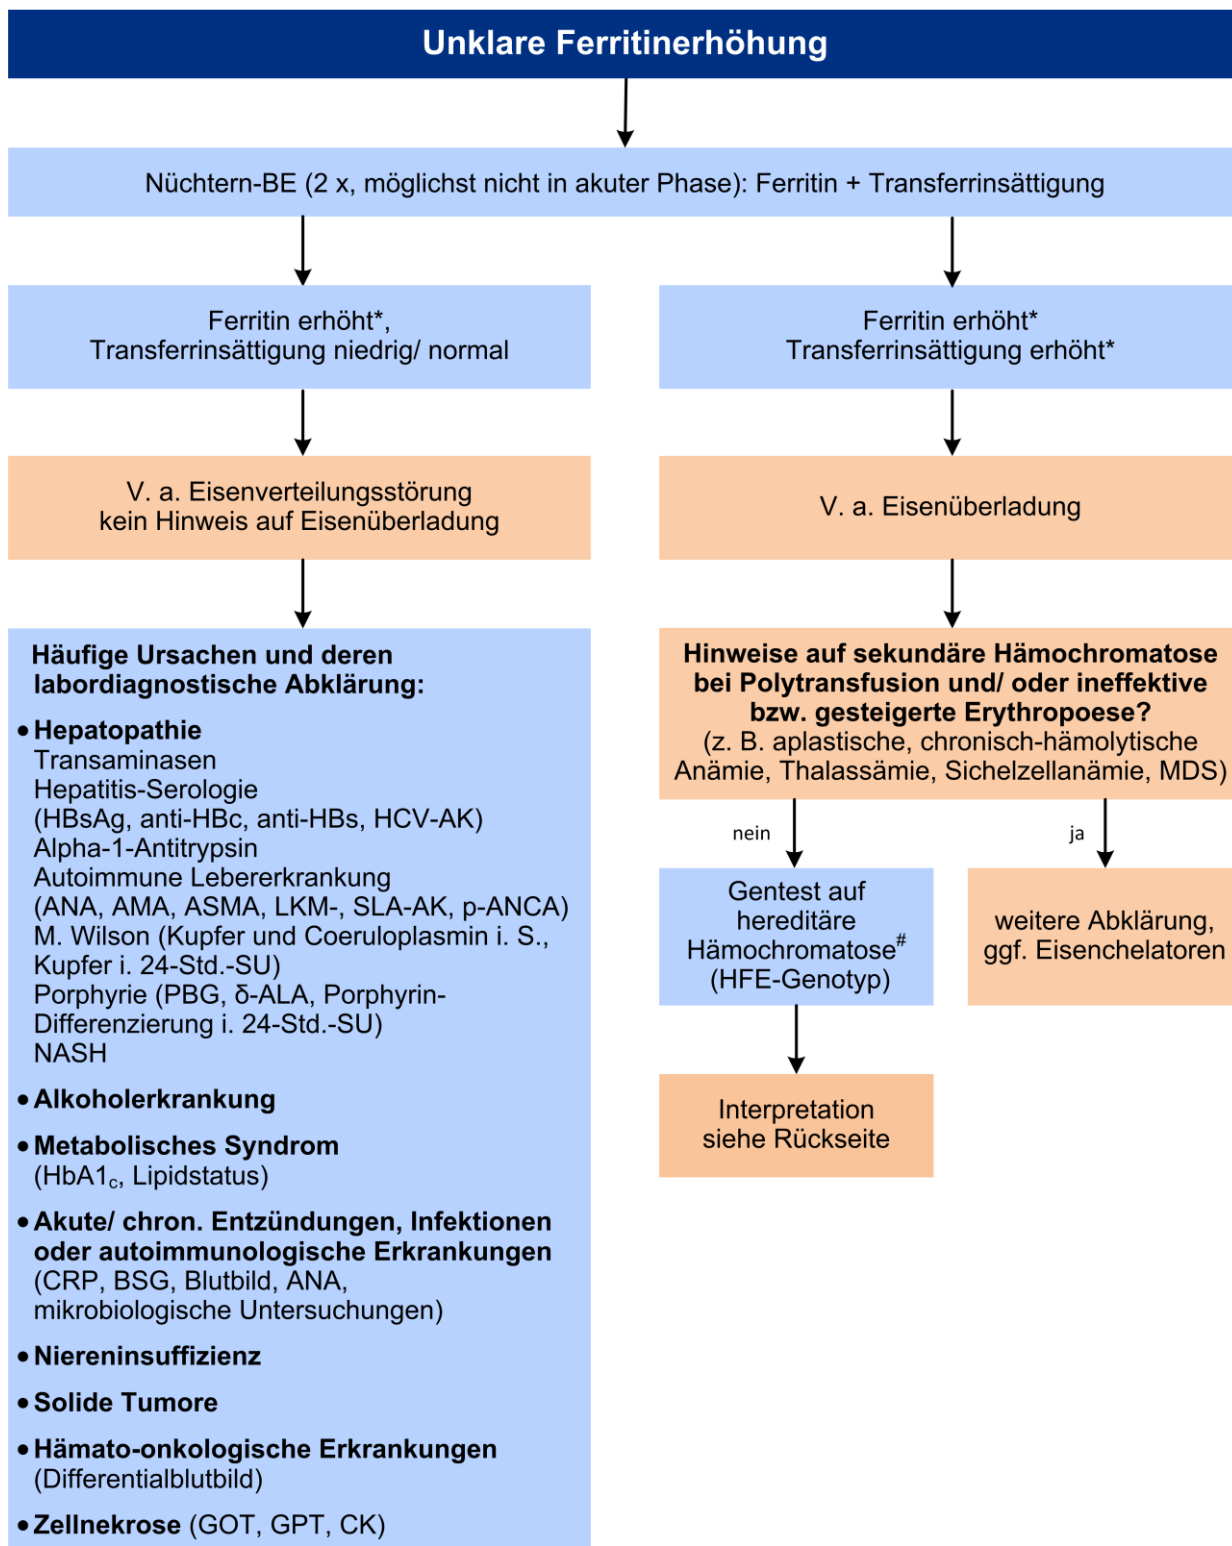 Unklare Ferritinerhöhung
Nüchtern-BE (2 x, möglichst nicht in akuter Phase): Ferritin + Transferrinsättigung
Ferritin erhöht*,
Transferrinsättigung niedrig/ normal
V. a. Eisenverteilungsstörung
kein Hinweis auf Eisenüberladung
Häufige Ursachen und deren
labordiagnostische Abklärung:
• Hepatopathie
Transaminasen
Hepatitis-Serologie
(HBsAg, anti-HBc, anti-HBs, HCV-AK)
Alpha-1-Antitrypsin
Autoimmune Lebererkrankung
(ANA, AMA, ASMA, LKM-, SLA-AK, p-ANCA)
M. Wilson (Kupfer und Coeruloplasmin i. S.,
Kupfer i. 24-Std.-SU)
Porphyrie (PBG, δ-ALA, Porphyrin-
Differenzierung i. 24-Std.-SU)
NASH
• Alkoholerkrankung
• Metabolisches Syndrom
(HbA1c, Lipidstatus)
• Akute/ chron. Entzündungen, Infektionen
oder autoimmunologische Erkrankungen
(CRP, BSG, Blutbild, ANA,
mikrobiologische Untersuchungen)
• Niereninsuffizienz
• Solide Tumore
• Hämato-onkologische Erkrankungen
(Differentialblutbild)
• Zellnekrose (GOT, GPT, CK)
Ferritin erhöht*
Transferrinsättigung erhöht*
V. a. Eisenüberladung
Hinweise auf sekundäre Hämochromatose
bei Polytransfusion und/ oder ineffektive
bzw. gesteigerte Erythropoese?
(z. B. aplastische, chronisch-hämolytische
Anämie, Thalassämie, Sichelzellanämie, MDS)
nein
Gentest auf
hereditäre
Hämochromatose#
(HFE-Genotyp)
Interpretation
siehe Rückseite
ja
weitere Abklärung,
ggf. Eisenchelatoren